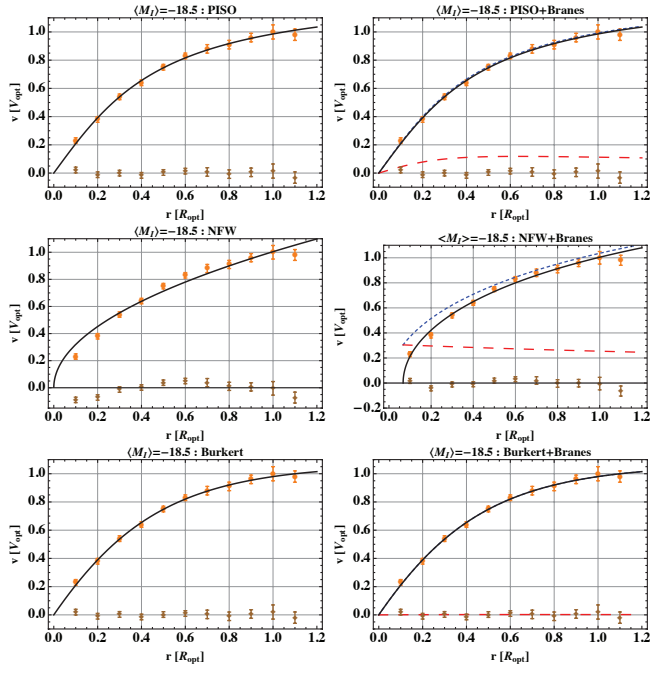 ⟨M_I⟩=−18.5 : PISO
1.0
0.8
0.6
0.4
0.2
0.0
v [V_opt]
0.0 0.2 0.4 0.6 0.8 1.0 1.2
r [R_opt]
⟨M_I⟩=−18.5 : PISO+Branes
1.0
0.8
0.6
0.4
0.2
0.0
v [V_opt]
0.0 0.2 0.4 0.6 0.8 1.0 1.2
r [R_opt]
⟨M_I⟩=−18.5 : NFW
1.0
0.8
0.6
0.4
0.2
0.0
v [V_opt]
0.0 0.2 0.4 0.6 0.8 1.0 1.2
r [R_opt]
<M_I>=−18.5 : NFW+Branes
1.0
0.8
0.6
0.4
0.2
0.0
−0.2
v [V_opt]
0.0 0.2 0.4 0.6 0.8 1.0 1.2
r [R_opt]
⟨M_I⟩=−18.5 : Burkert
1.0
0.8
0.6
0.4
0.2
0.0
v [V_opt]
0.0 0.2 0.4 0.6 0.8 1.0 1.2
r [R_opt]
⟨M_I⟩=−18.5 : Burkert+Branes
1.0
0.8
0.6
0.4
0.2
0.0
v [V_opt]
0.0 0.2 0.4 0.6 0.8 1.0 1.2
r [R_opt]